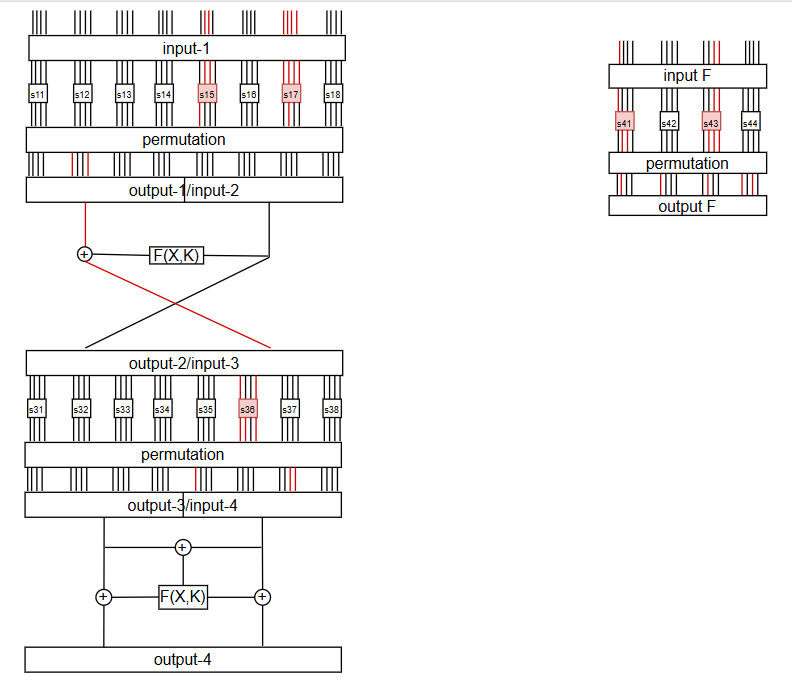 input-1
s11 s12 s13 s14 s15 s16 s17 s18
permutation
output-1/input-2
+ F(X,K)
output-2/input-3
s31 s32 s33 s34 s35 s36 s37 s38
permutation
output-3/input-4
+
+ F(X,K) +
output-4
input F
s41 s42 s43 s44
permutation
output F